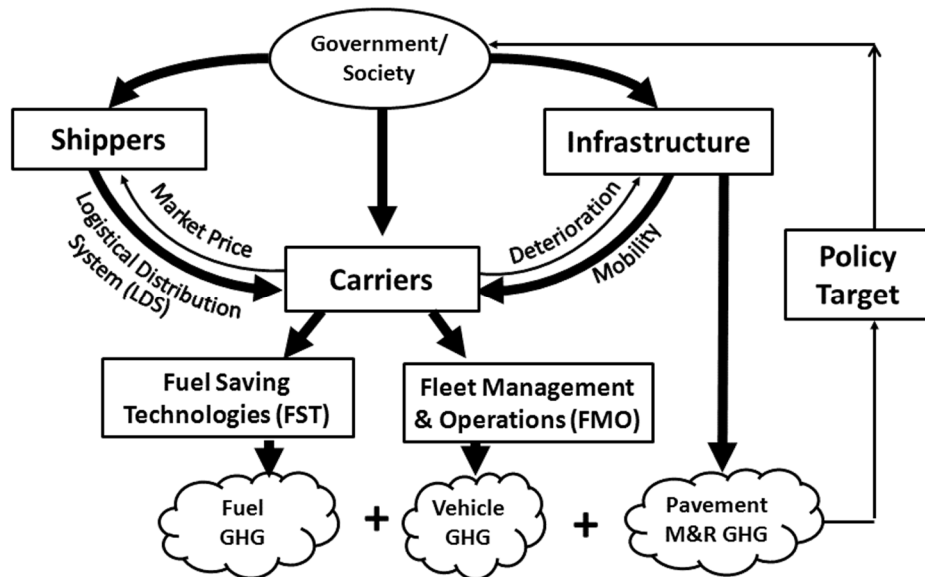 Government/
Society
Shippers
Infrastructure
Market Price
Logistical Distribution
System (LDS)
Deterioration
Mobility
Carriers
Policy
Target
Fuel Saving
Technologies (FST)
Fleet Management
& Operations (FMO)
Fuel
GHG
+
Vehicle
GHG
+
Pavement
M&R GHG